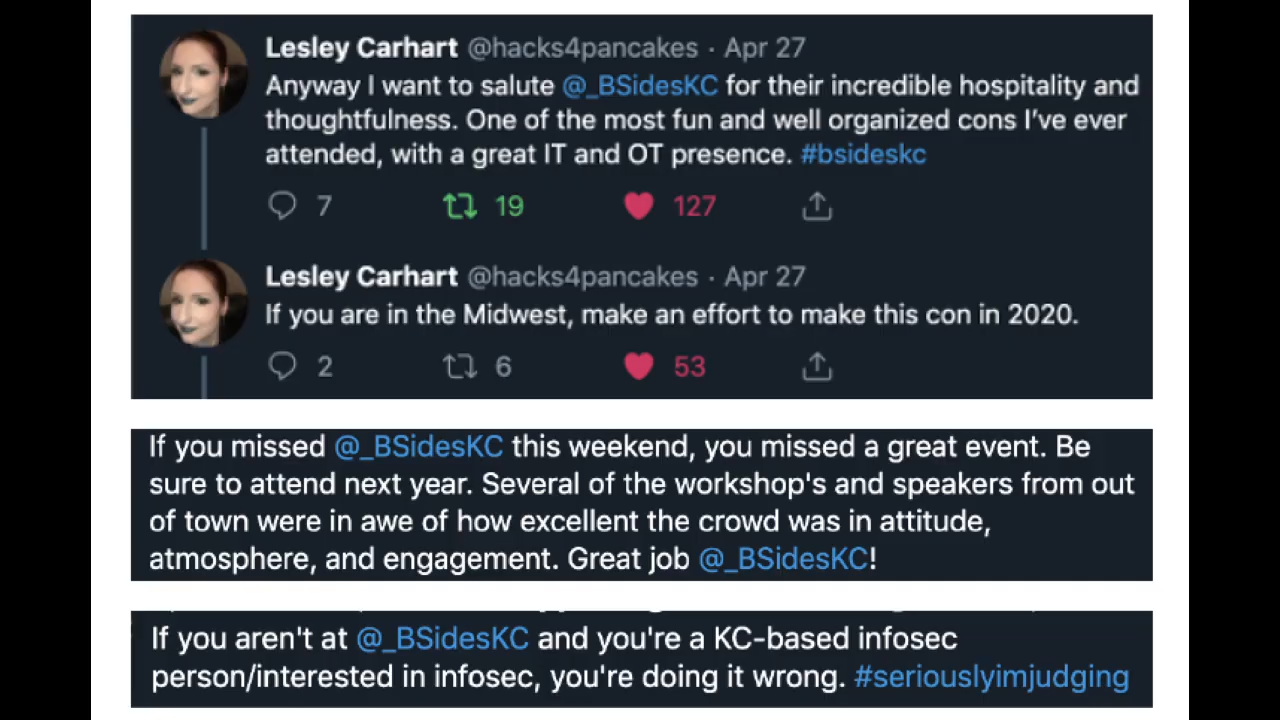 Lesley Carhart @hacks4pancakes · Apr 27
Anyway I want to salute @_BSidesKC for their incredible hospitality and
thoughtfulness. One of the most fun and well organized cons I've ever
attended, with a great IT and OT presence. #bsideskc
7 19 127
Lesley Carhart @hacks4pancakes · Apr 27
If you are in the Midwest, make an effort to make this con in 2020.
2 6 53
If you missed @_BSidesKC this weekend, you missed a great event. Be
sure to attend next year. Several of the workshop's and speakers from out
of town were in awe of how excellent the crowd was in attitude,
atmosphere, and engagement. Great job @_BSidesKC!
If you aren't at @_BSidesKC and you're a KC-based infosec
person/interested in infosec, you're doing it wrong. #seriouslyimjudging